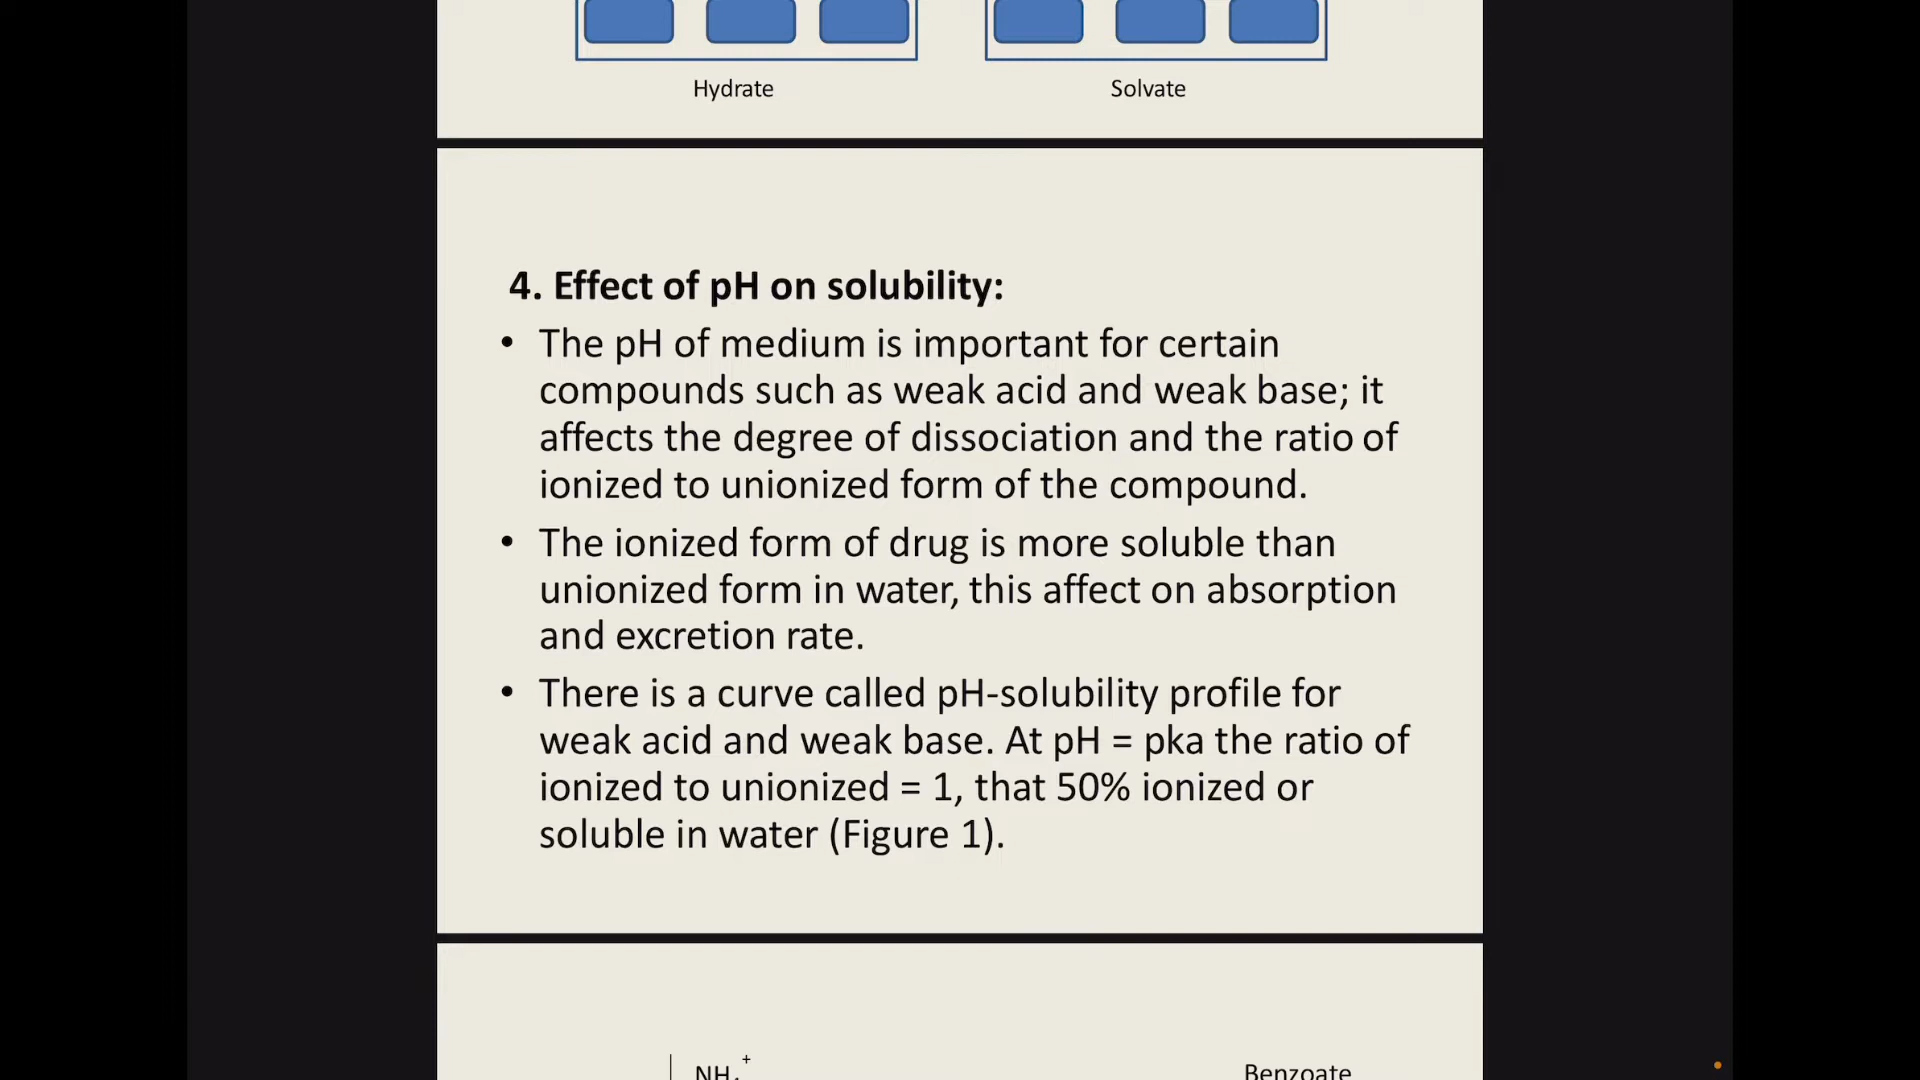 Hydrate
Solvate
4. Effect of pH on solubility:
• The pH of medium is important for certain
compounds such as weak acid and weak base; it
affects the degree of dissociation and the ratio of
ionized to unionized form of the compound.
• The ionized form of drug is more soluble than
unionized form in water, this affect on absorption
and excretion rate.
• There is a curve called pH-solubility profile for
weak acid and weak base. At pH = pka the ratio of
ionized to unionized = 1, that 50% ionized or
soluble in water (Figure 1).
NH₄⁺
Benzoate